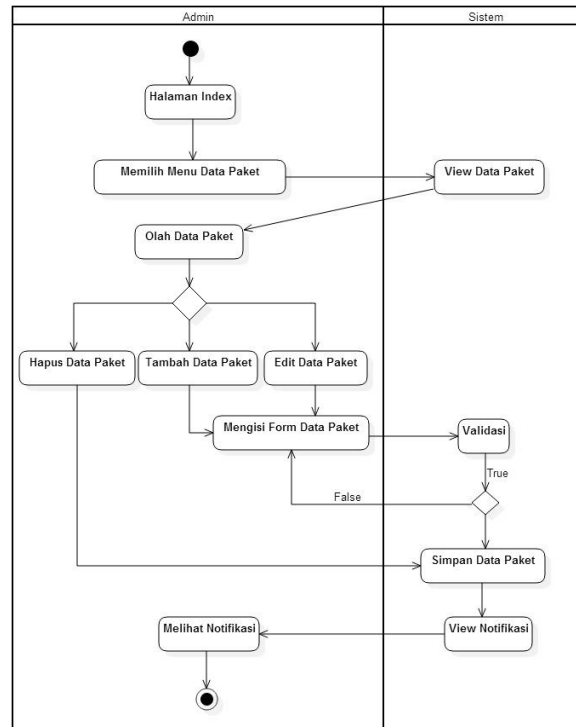 Admin
Sistem
Halaman Index
Memilih Menu Data Paket
View Data Paket
Olah Data Paket
Hapus Data Paket
Tambah Data Paket
Edit Data Paket
Mengisi Form Data Paket
Validasi
True
False
Simpan Data Paket
Melihat Notifikasi
View Notifikasi